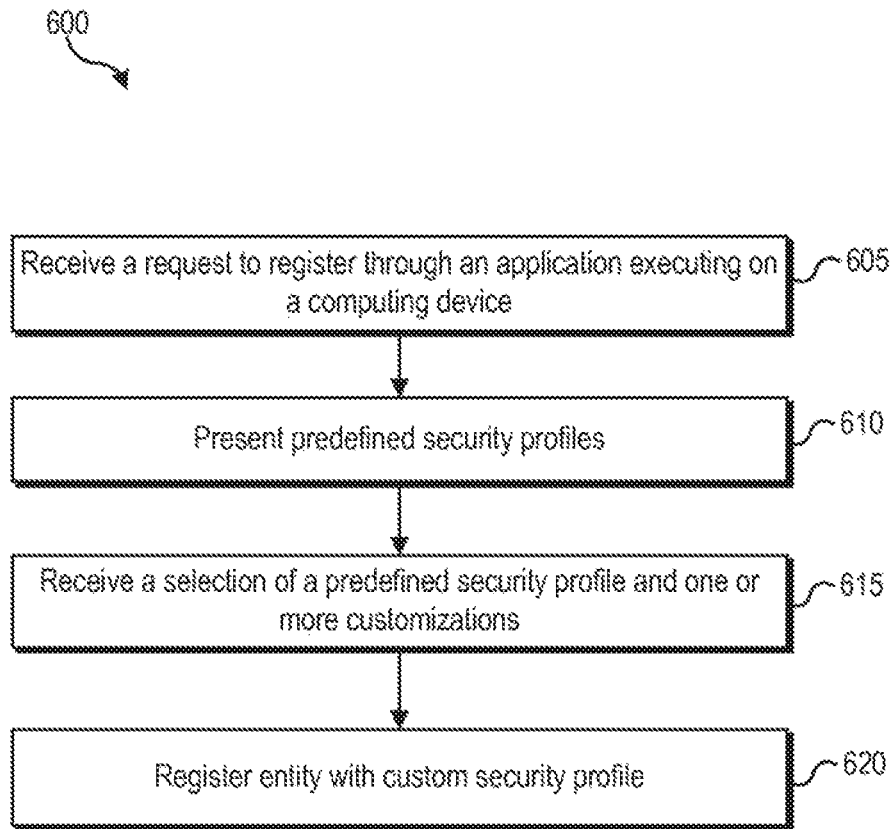 600
Receive a request to register through an application executing on
a computing device
605
Present predefined security profiles
610
Receive a selection of a predefined security profile and one or
more customizations
615
Register entity with custom security profile
620